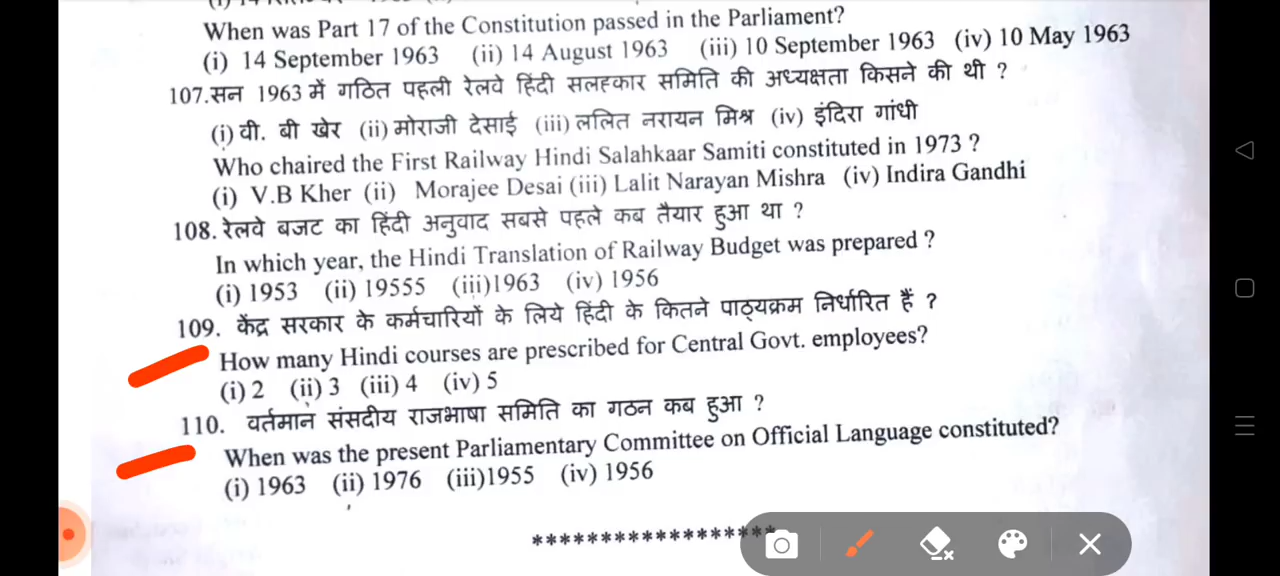 When was Part 17 of the Constitution passed in the Parliament?
(i) 14 September 1963 (ii) 14 August 1963 (iii) 10 September 1963 (iv) 10 May 1963
107.सन 1963 में गठित पहली रेलवे हिंदी सलहकार समिति की अध्यक्षता किसने की थी ?
(i) वी. बी खेर (ii) मोराजी देसाई (iii) ललित नरायन मिश्र (iv) इंदिरा गांधी
Who chaired the First Railway Hindi Salahkaar Samiti constituted in 1973 ?
(i) V.B Kher (ii) Morajee Desai (iii) Lalit Narayan Mishra (iv) Indira Gandhi
108. रेलवे बजट का हिंदी अनुवाद सबसे पहले कब तैयार हुआ था ?
In which year, the Hindi Translation of Railway Budget was prepared ?
(i) 1953 (ii) 19555 (iii)1963 (iv) 1956
109. केंद्र सरकार के कर्मचारियों के लिये हिंदी के कितने पाठ्यक्रम निर्धारित हैं ?
How many Hindi courses are prescribed for Central Govt. employees?
(i) 2 (ii) 3 (iii) 4 (iv) 5
110. वर्तमान संसदीय राजभाषा समिति का गठन कब हुआ ?
When was the present Parliamentary Committee on Official Language constituted?
(i) 1963 (ii) 1976 (iii)1955 (iv) 1956